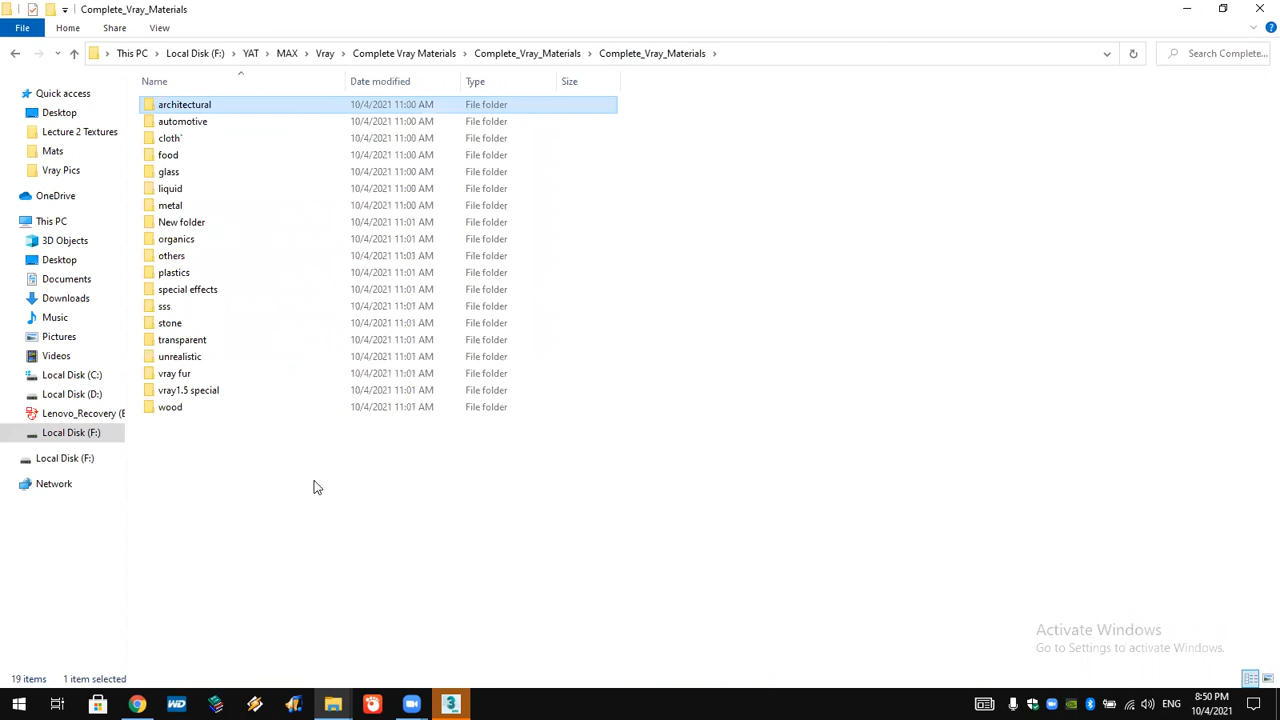 Complete_Vray_Materials
File Home Share View
This PC Local Disk (F:) YAT MAX Vray Complete Vray Materials Complete_Vray_Materials Complete_Vray_Materials Search Complete...
Name Date modified Type Size
Quick access
Desktop
Lecture 2 Textures
Mats
Vray Pics
OneDrive
This PC
3D Objects
Desktop
Documents
Downloads
Music
Pictures
Videos
Local Disk (C:)
Local Disk (D:)
Lenovo_Recovery (E
Local Disk (F:)
Local Disk (F:)
Network
architectural 10/4/2021 11:00 AM File folder
automotive 10/4/2021 11:00 AM File folder
cloth` 10/4/2021 11:00 AM File folder
food 10/4/2021 11:00 AM File folder
glass 10/4/2021 11:00 AM File folder
liquid 10/4/2021 11:00 AM File folder
metal 10/4/2021 11:00 AM File folder
New folder 10/4/2021 11:01 AM File folder
organics 10/4/2021 11:01 AM File folder
others 10/4/2021 11:01 AM File folder
plastics 10/4/2021 11:01 AM File folder
special effects 10/4/2021 11:01 AM File folder
sss 10/4/2021 11:01 AM File folder
stone 10/4/2021 11:01 AM File folder
transparent 10/4/2021 11:01 AM File folder
unrealistic 10/4/2021 11:01 AM File folder
vray fur 10/4/2021 11:01 AM File folder
vray1.5 special 10/4/2021 11:01 AM File folder
wood 10/4/2021 11:01 AM File folder
Activate Windows
Go to Settings to activate Windows.
19 items 1 item selected
WD 3 ENG 8:50 PM
10/4/2021